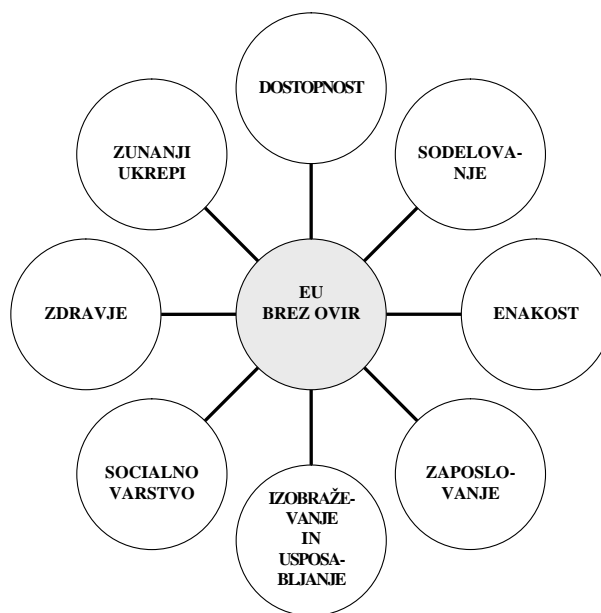 DOSTOPNOST
SODELOVA-
NJE
ENAKOST
ZAPOSLO-
VANJE
IZOBRAŽE-
VANJE
IN
USPOSA-
BLJANJE
SOCIALNO
VARSTVO
ZDRAVJE
ZUNANJI
UKREPI
EU
BREZ OVIR